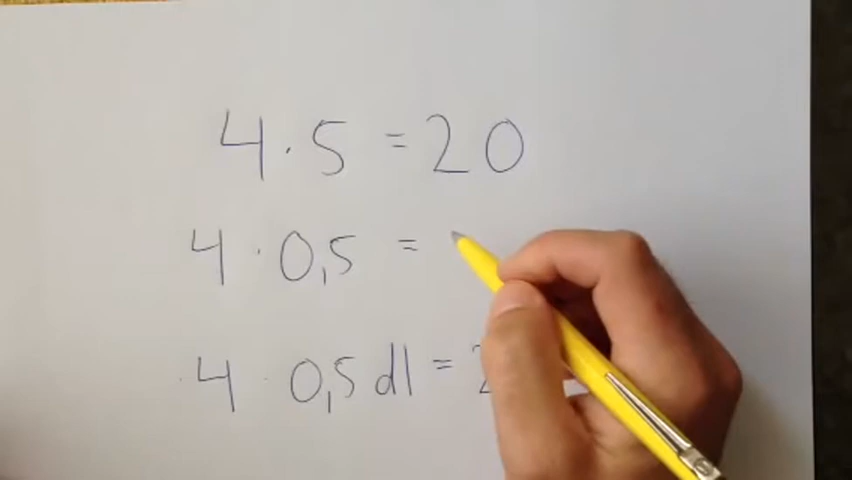 4 · 5 = 20
4 · 0,5 =
4 · 0,5 dl = 2